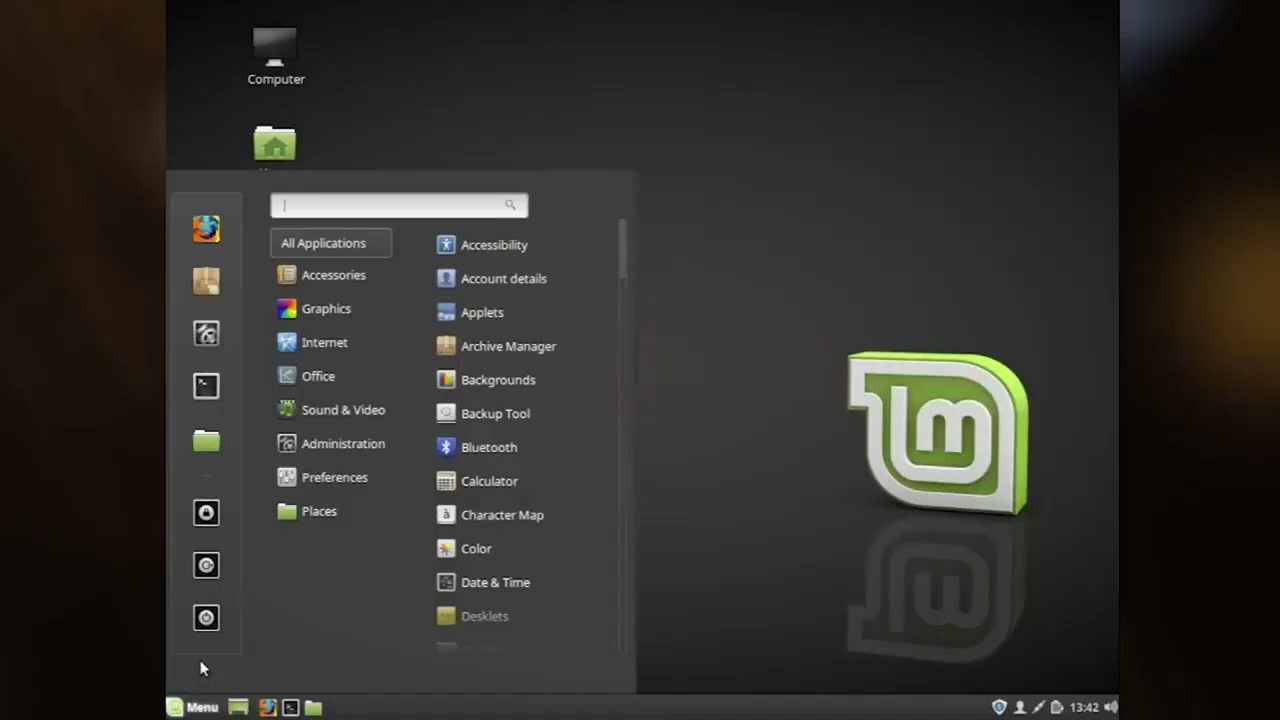 Computer
All Applications
Accessories
Graphics
Internet
Office
Sound & Video
Administration
Preferences
Places
Accessibility
Account details
Applets
Archive Manager
Backgrounds
Backup Tool
Bluetooth
Calculator
Character Map
Color
Date & Time
Desklets
Menu
13:42